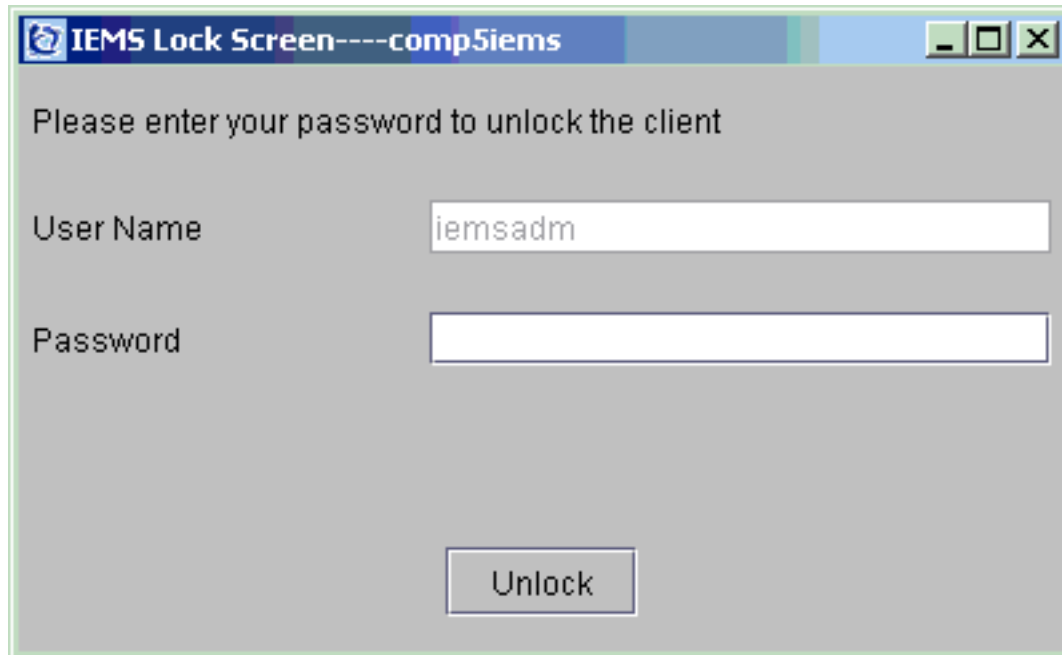 IEMS Lock Screen----comp5iems
Please enter your password to unlock the client
User Name
iemsadm
Password
Unlock